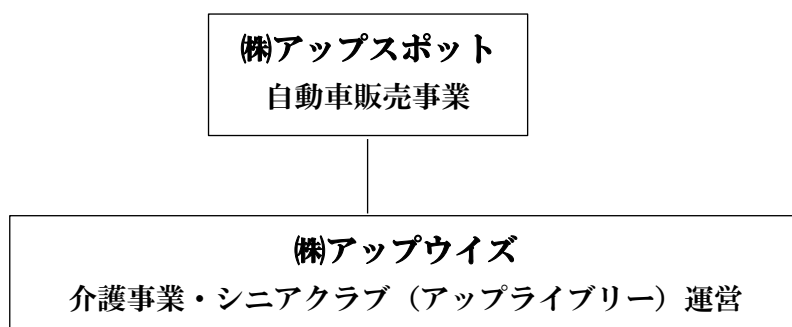 ㈱アップスポット
自動車販売事業
㈱アップウイズ
介護事業・シニアクラブ（アップライブリー）運営